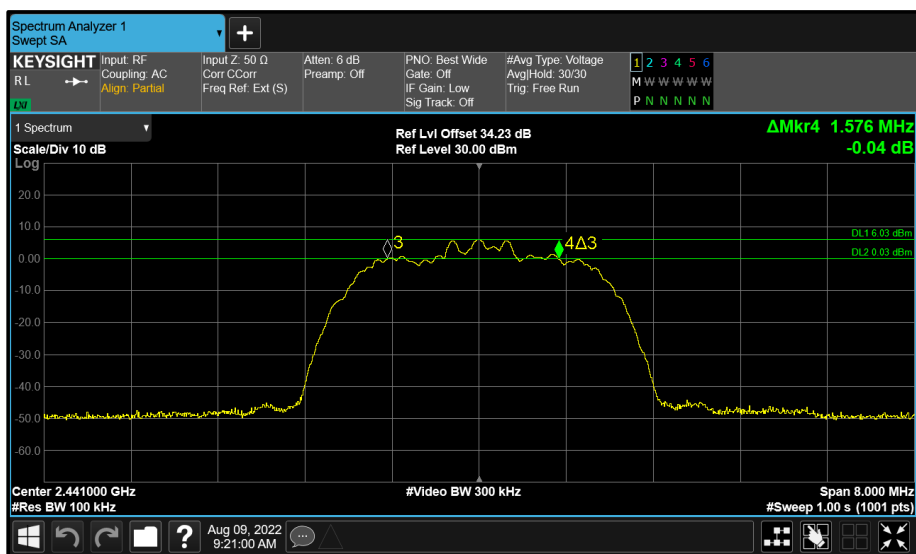 Spectrum Analyzer 1
Swept SA
KEYSIGHT
RL
LXI
Input: RF
Coupling: AC
Align: Partial
Input Z: 50 Ω
Corr CCorr
Freq Ref: Ext (S)
Atten: 6 dB
Preamp: Off
PNO: Best Wide
Gate: Off
IF Gain: Low
Sig Track: Off
#Avg Type: Voltage
Avg|Hold: 30/30
Trig: Free Run
1 2 3 4 5 6
M W W W W W
P N N N N N
1 Spectrum
Scale/Div 10 dB
Log
Ref Lvl Offset 34.23 dB
Ref Level 30.00 dBm
ΔMkr4 1.576 MHz
-0.04 dB
20.0
10.0
0.00
-10.0
-20.0
-30.0
-40.0
-50.0
-60.0
3
4Δ3
DL1 6.03 dBm
DL2 0.03 dBm
Center 2.441000 GHz
#Res BW 100 kHz
#Video BW 300 kHz
Span 8.000 MHz
#Sweep 1.00 s (1001 pts)
?
Aug 09, 2022
9:21:00 AM